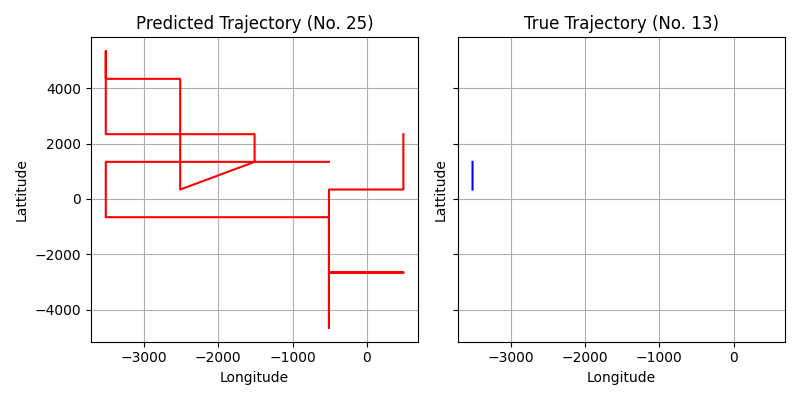 Predicted Trajectory (No. 25)
True Trajectory (No. 13)
Lattitude
4000
2000
0
−2000
−4000
−3000 −2000 −1000 0
Longitude
Lattitude
−3000 −2000 −1000 0
Longitude